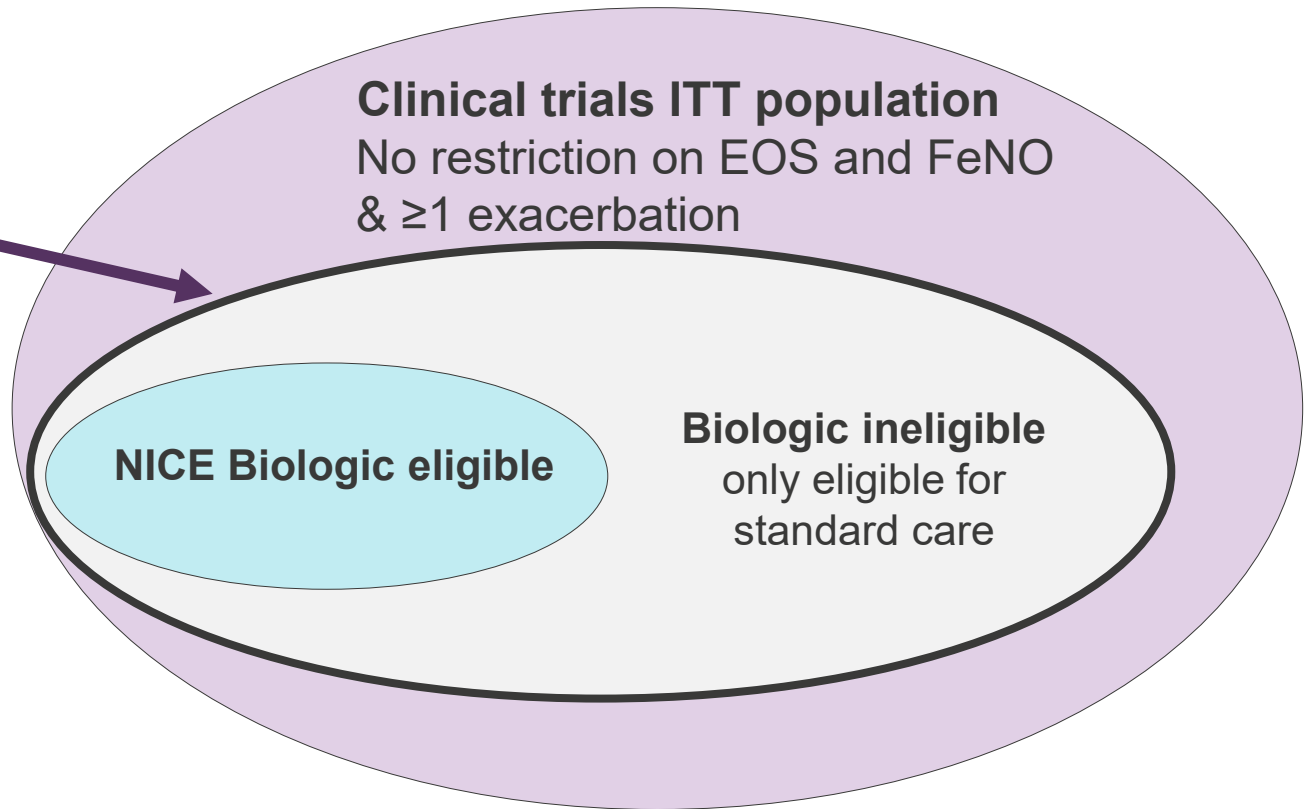 Clinical trials ITT population
No restriction on EOS and FeNO
& ≥1 exacerbation
NICE Biologic eligible
Biologic ineligible
only eligible for
standard care